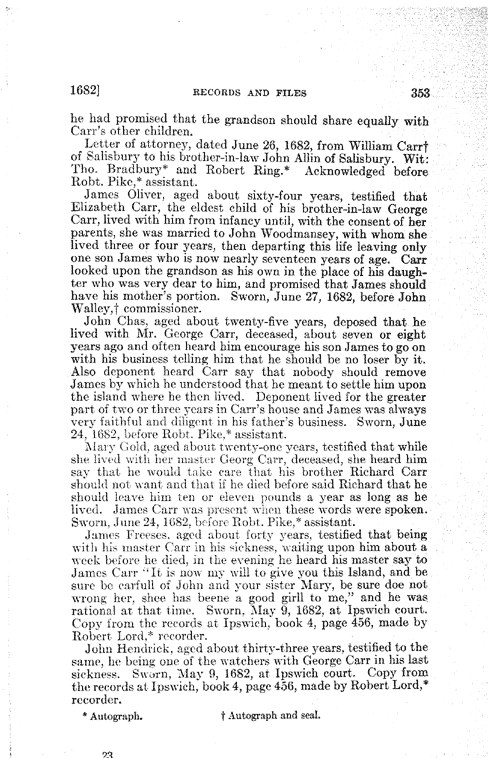 1682]
RECORDS AND FILES
353
he had promised that the grandson should share equally with
Carr's other children.
Letter of attorney, dated June 26, 1682, from William Carr†
of Salisbury to his brother-in-law John Allin of Salisbury. Wit:
Tho. Bradbury* and Robert Ring.* Acknowledged before
Robt. Pike,* assistant.
James Oliver, aged about sixty-four years, testified that
Elizabeth Carr, the eldest child of his brother-in-law George
Carr, lived with him from infancy until, with the consent of her
parents, she was married to John Woodmansey, with whom she
lived three or four years, then departing this life leaving only
one son James who is now nearly seventeen years of age. Carr
looked upon the grandson as his own in the place of his daugh-
ter who was very dear to him, and promised that James should
have his mother's portion. Sworn, June 27, 1682, before John
Walley,† commissioner.
John Chas, aged about twenty-five years, deposed that he
lived with Mr. George Carr, deceased, about seven or eight
years ago and often heard him encourage his son James to go on
with his business telling him that he should be no loser by it.
Also deponent heard Carr say that nobody should remove
James by which he understood that he meant to settle him upon
the island where he then lived. Deponent lived for the greater
part of two or three years in Carr's house and James was always
very faithful and diligent in his father's business. Sworn, June
24, 1682, before Robt. Pike,* assistant.
Mary Gold, aged about twenty-one years, testified that while
she lived with her master Georg Carr, deceased, she heard him
say that he would take care that his brother Richard Carr
should not want and that if he died before said Richard that he
should leave him ten or eleven pounds a year as long as he
lived. James Carr was present when these words were spoken.
Sworn, June 24, 1682, before Robt. Pike,* assistant.
James Freeses, aged about forty years, testified that being
with his master Carr in his sickness, waiting upon him about a
week before he died, in the evening he heard his master say to
James Carr "It is now my will to give you this Island, and be
sure be carfull of John and your sister Mary, be sure doe not
wrong her, shee has beene a good girll to me," and he was
rational at that time. Sworn, May 9, 1682, at Ipswich court.
Copy from the records at Ipswich, book 4, page 456, made by
Robert Lord,* recorder.
John Hendrick, aged about thirty-three years, testified to the
same, he being one of the watchers with George Carr in his last
sickness. Sworn, May 9, 1682, at Ipswich court. Copy from
the records at Ipswich, book 4, page 456, made by Robert Lord,*
recorder.
* Autograph.
† Autograph and seal.
23